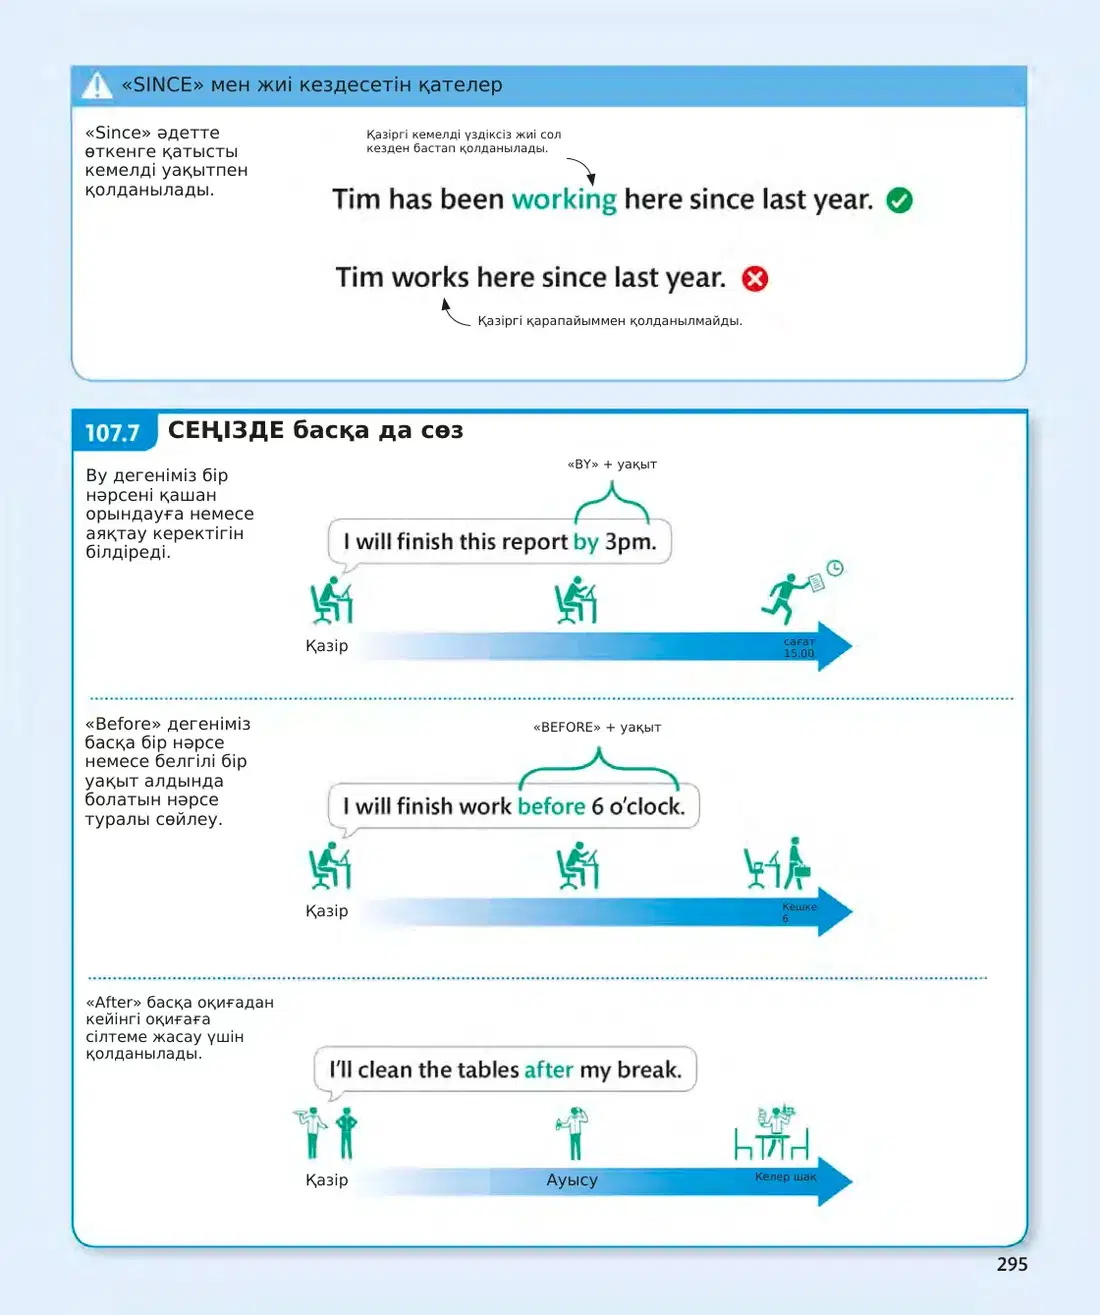 «SINCE» мен жиі кездесетін қателер
«Since» әдетте
өткенге қатысты
кемелді уақытпен
қолданылады.
Қазіргі кемелді үздіксіз жиі сол
кезден бастап қолданылады.
Tim has been working here since last year.
Tim works here since last year.
Қазіргі қарапайыммен қолданылмайды.
107.7 СЕҢІЗДЕ басқа да сөз
By дегеніміз бір
нәрсені қашан
орындауға немесе
аяқтау керектігін
білдіреді.
«BY» + уақыт
I will finish this report by 3pm.
Қазір
сағат
15.00
«Before» дегеніміз
басқа бір нәрсе
немесе белгілі бір
уақыт алдында
болатын нәрсе
туралы сөйлеу.
«BEFORE» + уақыт
I will finish work before 6 o'clock.
Қазір
Кешке
6
«After» басқа оқиғадан
кейінгі оқиғаға
сілтеме жасау үшін
қолданылады.
I'll clean the tables after my break.
Қазір
Ауысу
Келер шақ
295